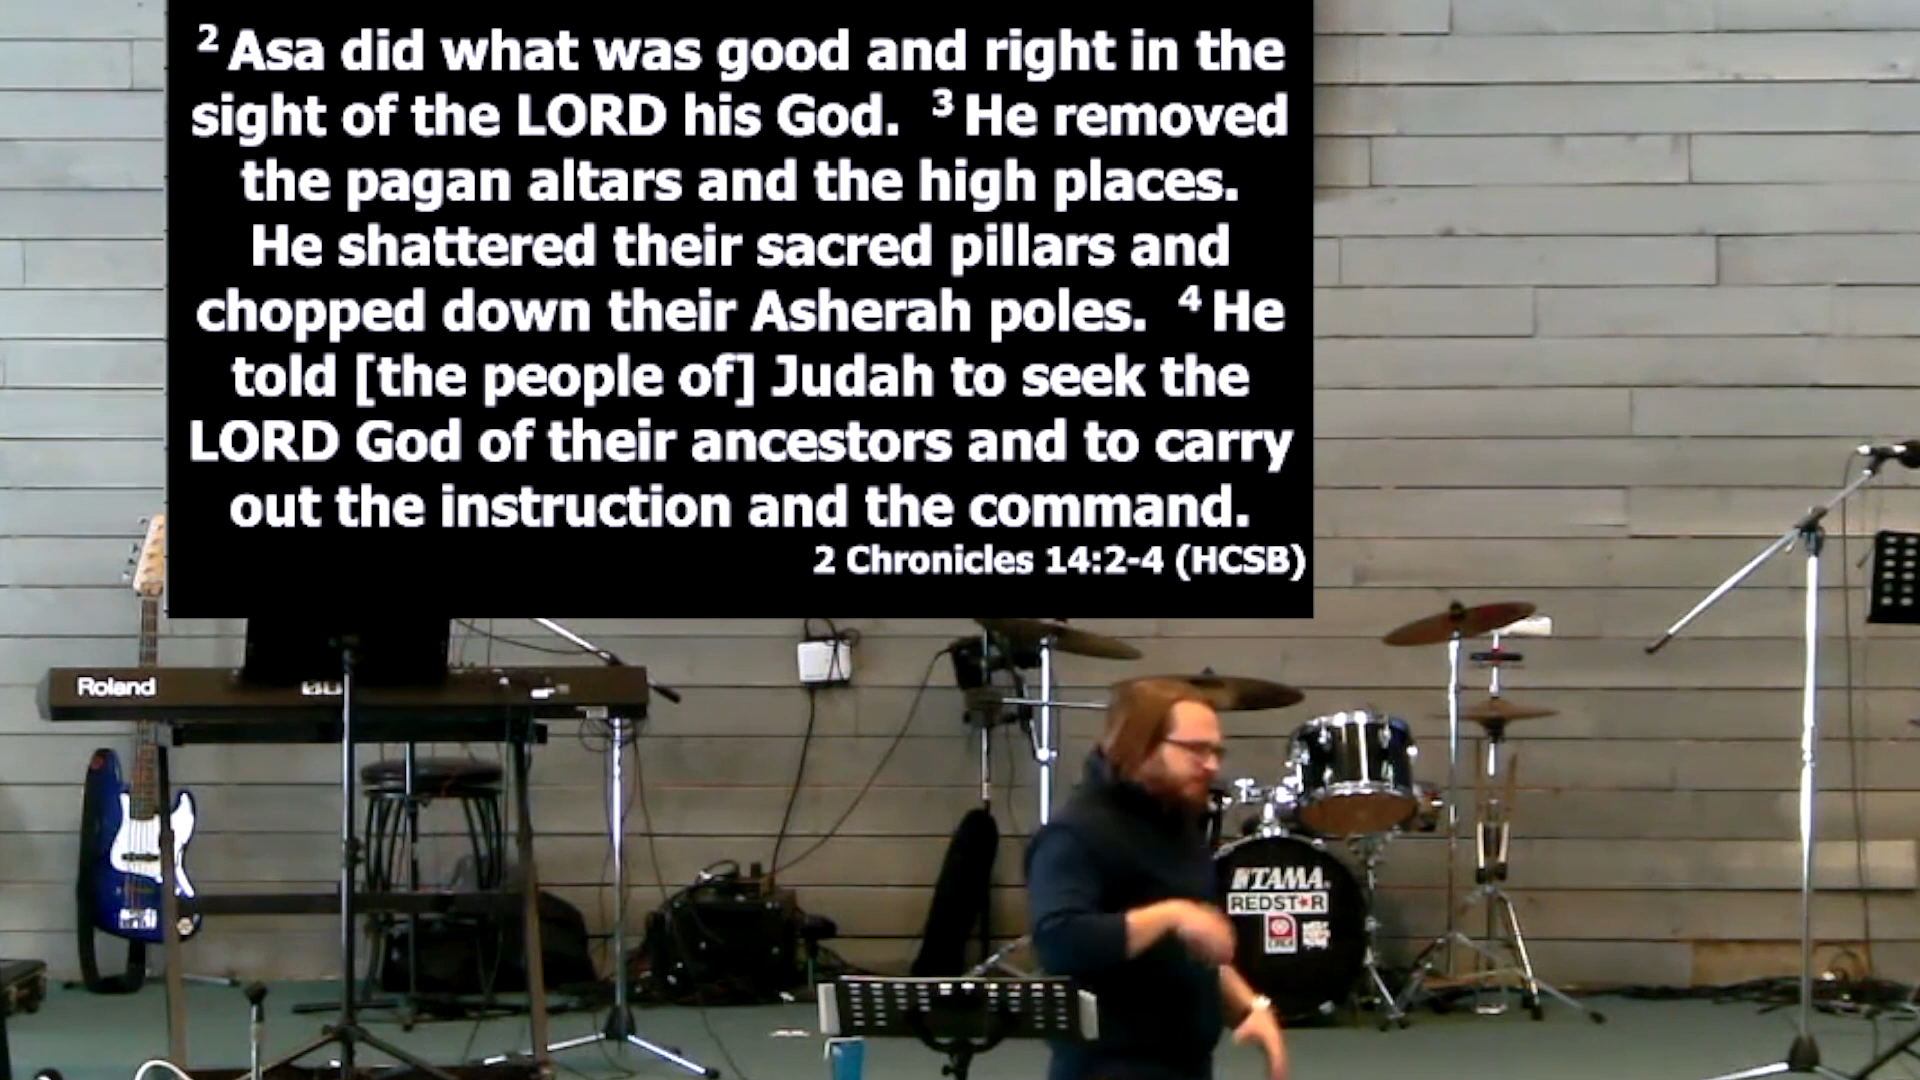 2 Asa did what was good and right in the
sight of the LORD his God. 3 He removed
the pagan altars and the high places.
He shattered their sacred pillars and
chopped down their Asherah poles. 4 He
told [the people of] Judah to seek the
LORD God of their ancestors and to carry
out the instruction and the command.
2 Chronicles 14:2-4 (HCSB)
Roland
TAMA
REDSTAR